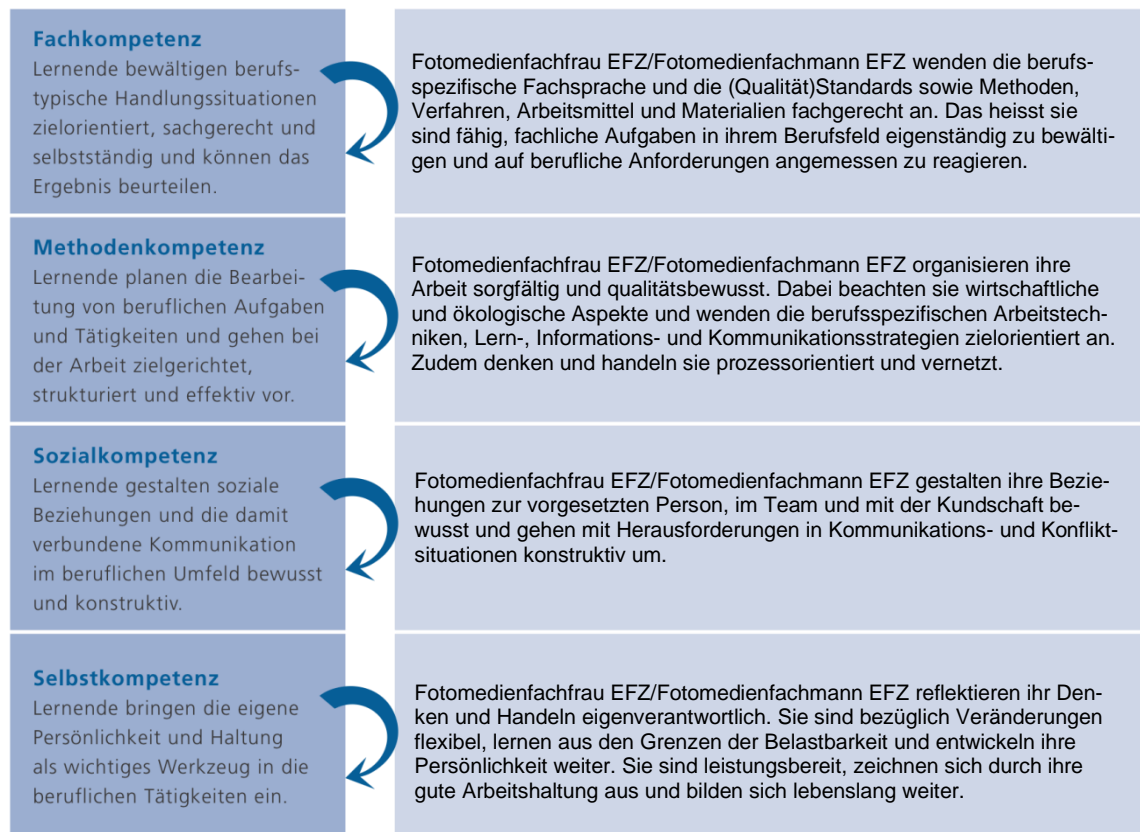 Fachkompetenz
Lernende bewältigen berufs-
typische Handlungssituationen
zielorientiert, sachgerecht und
selbstständig und können das
Ergebnis beurteilen.
Fotomedienfachfrau EFZ/Fotomedienfachmann EFZ wenden die berufs-
spezifische Fachsprache und die (Qualität)Standards sowie Methoden,
Verfahren, Arbeitsmittel und Materialien fachgerecht an. Das heisst sie
sind fähig, fachliche Aufgaben in ihrem Berufsfeld eigenständig zu bewälti-
gen und auf berufliche Anforderungen angemessen zu reagieren.
Methodenkompetenz
Lernende planen die Bearbei-
tung von beruflichen Aufgaben
und Tätigkeiten und gehen bei
der Arbeit zielgerichtet,
strukturiert und effektiv vor.
Fotomedienfachfrau EFZ/Fotomedienfachmann EFZ organisieren ihre
Arbeit sorgfältig und qualitätsbewusst. Dabei beachten sie wirtschaftliche
und ökologische Aspekte und wenden die berufsspezifischen Arbeitstech-
niken, Lern-, Informations- und Kommunikationsstrategien zielorientiert an.
Zudem denken und handeln sie prozessorientiert und vernetzt.
Sozialkompetenz
Lernende gestalten soziale
Beziehungen und die damit
verbundene Kommunikation
im beruflichen Umfeld bewusst
und konstruktiv.
Fotomedienfachfrau EFZ/Fotomedienfachmann EFZ gestalten ihre Bezie-
hungen zur vorgesetzten Person, im Team und mit der Kundschaft be-
wusst und gehen mit Herausforderungen in Kommunikations- und Konflikt-
situationen konstruktiv um.
Selbstkompetenz
Lernende bringen die eigene
Persönlichkeit und Haltung
als wichtiges Werkzeug in die
beruflichen Tätigkeiten ein.
Fotomedienfachfrau EFZ/Fotomedienfachmann EFZ reflektieren ihr Den-
ken und Handeln eigenverantwortlich. Sie sind bezüglich Veränderungen
flexibel, lernen aus den Grenzen der Belastbarkeit und entwickeln ihre
Persönlichkeit weiter. Sie sind leistungsbereit, zeichnen sich durch ihre
gute Arbeitshaltung aus und bilden sich lebenslang weiter.